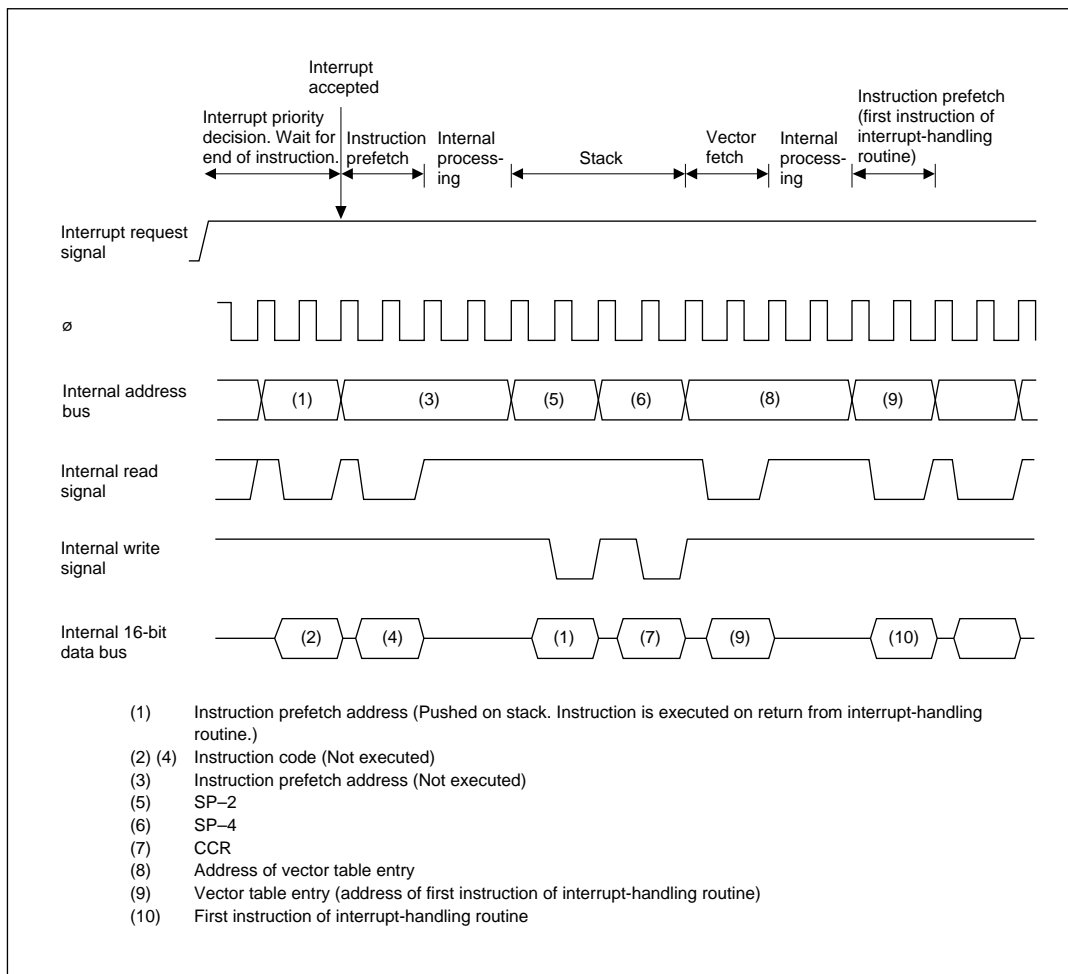 Interrupt
accepted
Interrupt priority
decision. Wait for
end of instruction.
Instruction
prefetch
Internal
process-
ing
Stack
Vector
fetch
Internal
process-
ing
Instruction prefetch
(first instruction of
interrupt-handling
routine)
Interrupt request
signal
ø
Internal address
bus
(1) (3) (5) (6) (8) (9)
Internal read
signal
Internal write
signal
Internal 16-bit
data bus
(2) (4) (1) (7) (9) (10)
(1) Instruction prefetch address (Pushed on stack. Instruction is executed on return from interrupt-handling
routine.)
(2) (4) Instruction code (Not executed)
(3) Instruction prefetch address (Not executed)
(5) SP–2
(6) SP–4
(7) CCR
(8) Address of vector table entry
(9) Vector table entry (address of first instruction of interrupt-handling routine)
(10) First instruction of interrupt-handling routine